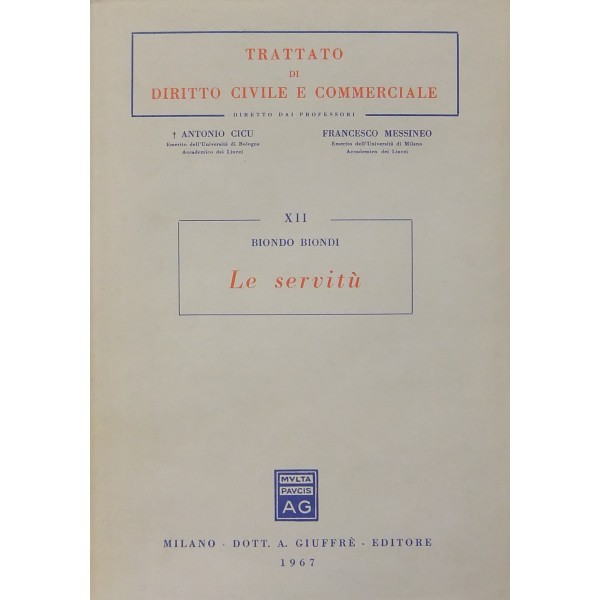 TRATTATO
DI
DIRITTO CIVILE E COMMERCIALE
DIRETTO DAI PROFESSORI
† ANTONIO CICU FRANCESCO MESSINEO
Emerito dell'Università di Bologna Emerito dell'Università di Milano
Accademico dei Lincei Accademico dei Lincei
XII
BIONDO BIONDI
Le servitù
MVLTA
PAVCIS
AG
MILANO - DOTT. A. GIUFFRÈ - EDITORE
1967